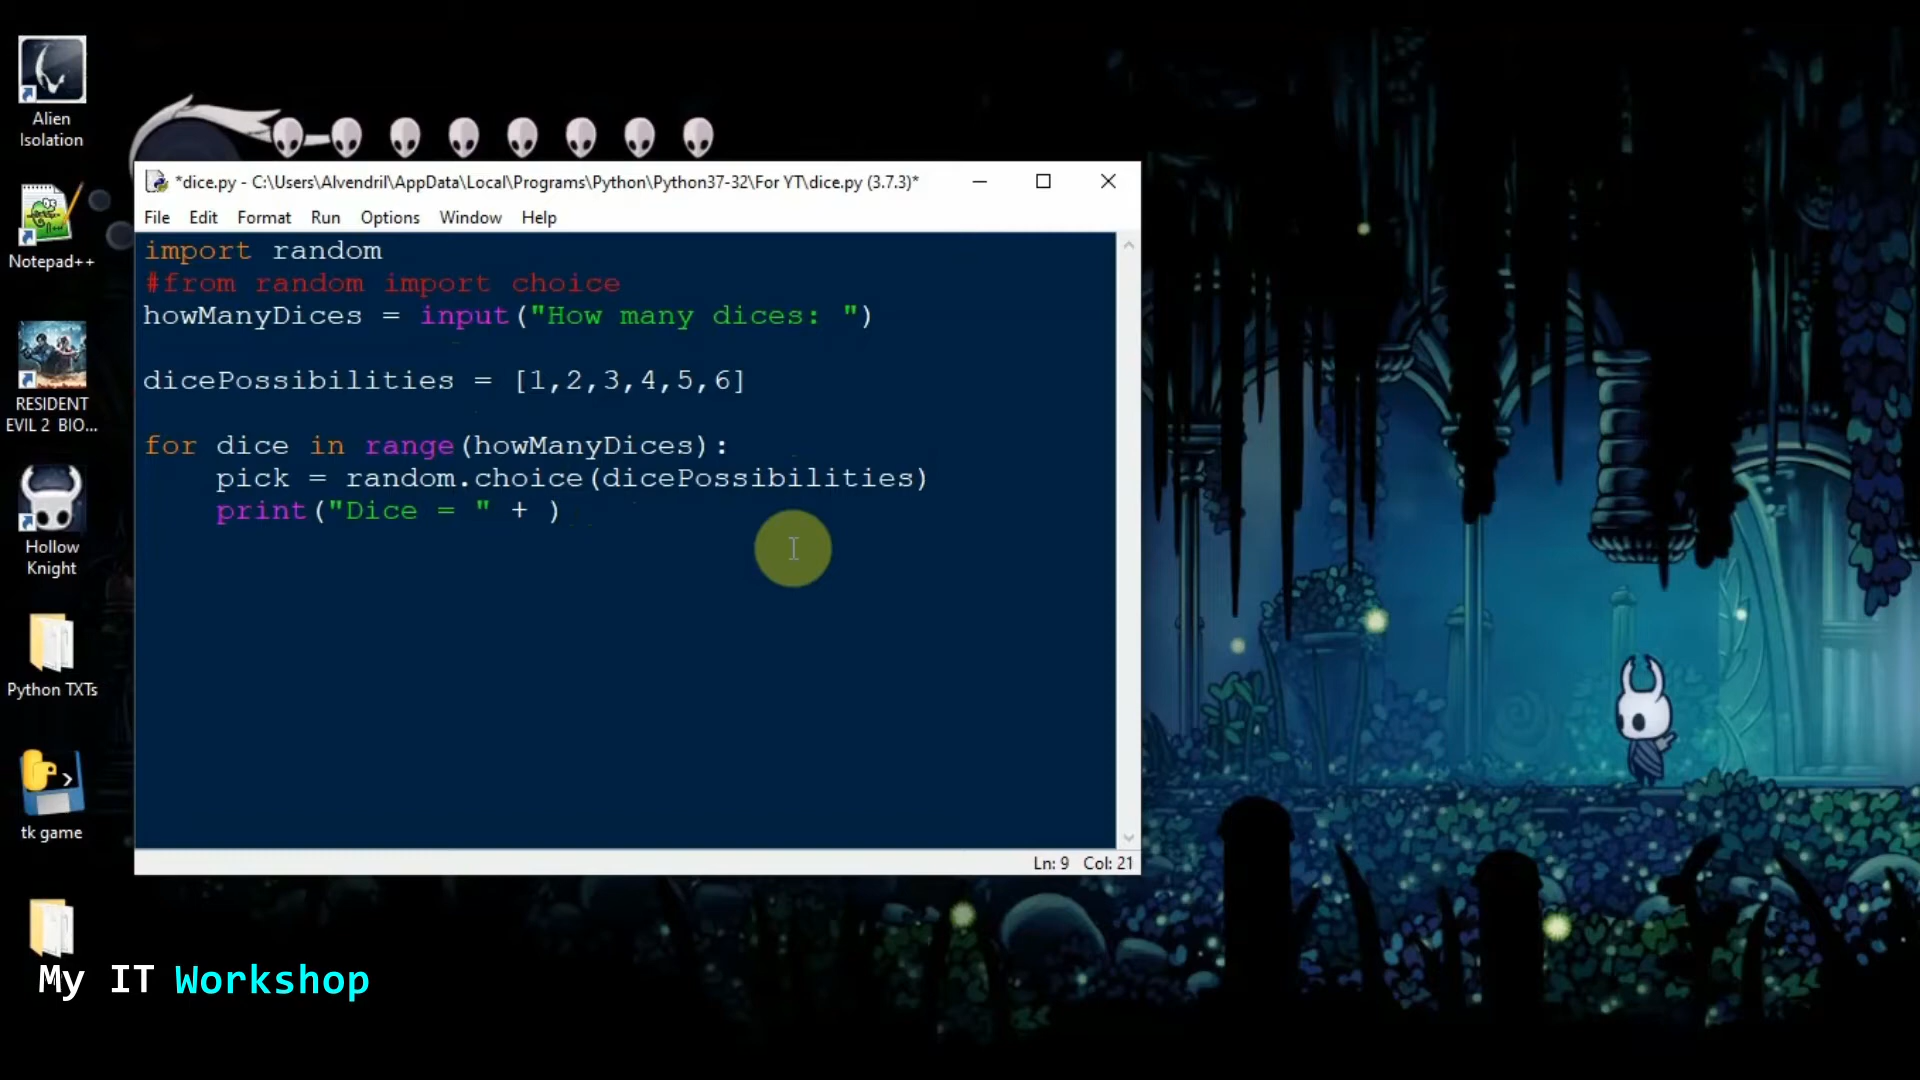 Alien
Isolation
Notepad++
RESIDENT
EVIL 2 BIO...
Hollow
Knight
Python TXTs
tk game
*dice.py - C:\Users\Alvendril\AppData\Local\Programs\Python\Python37-32\For YT\dice.py (3.7.3)*
File Edit Format Run Options Window Help
import random
#from random import choice
howManyDices = input("How many dices: ")
dicePossibilities = [1,2,3,4,5,6]
for dice in range(howManyDices):
    pick = random.choice(dicePossibilities)
    print("Dice = " + )
Ln: 9 Col: 21
My IT Workshop